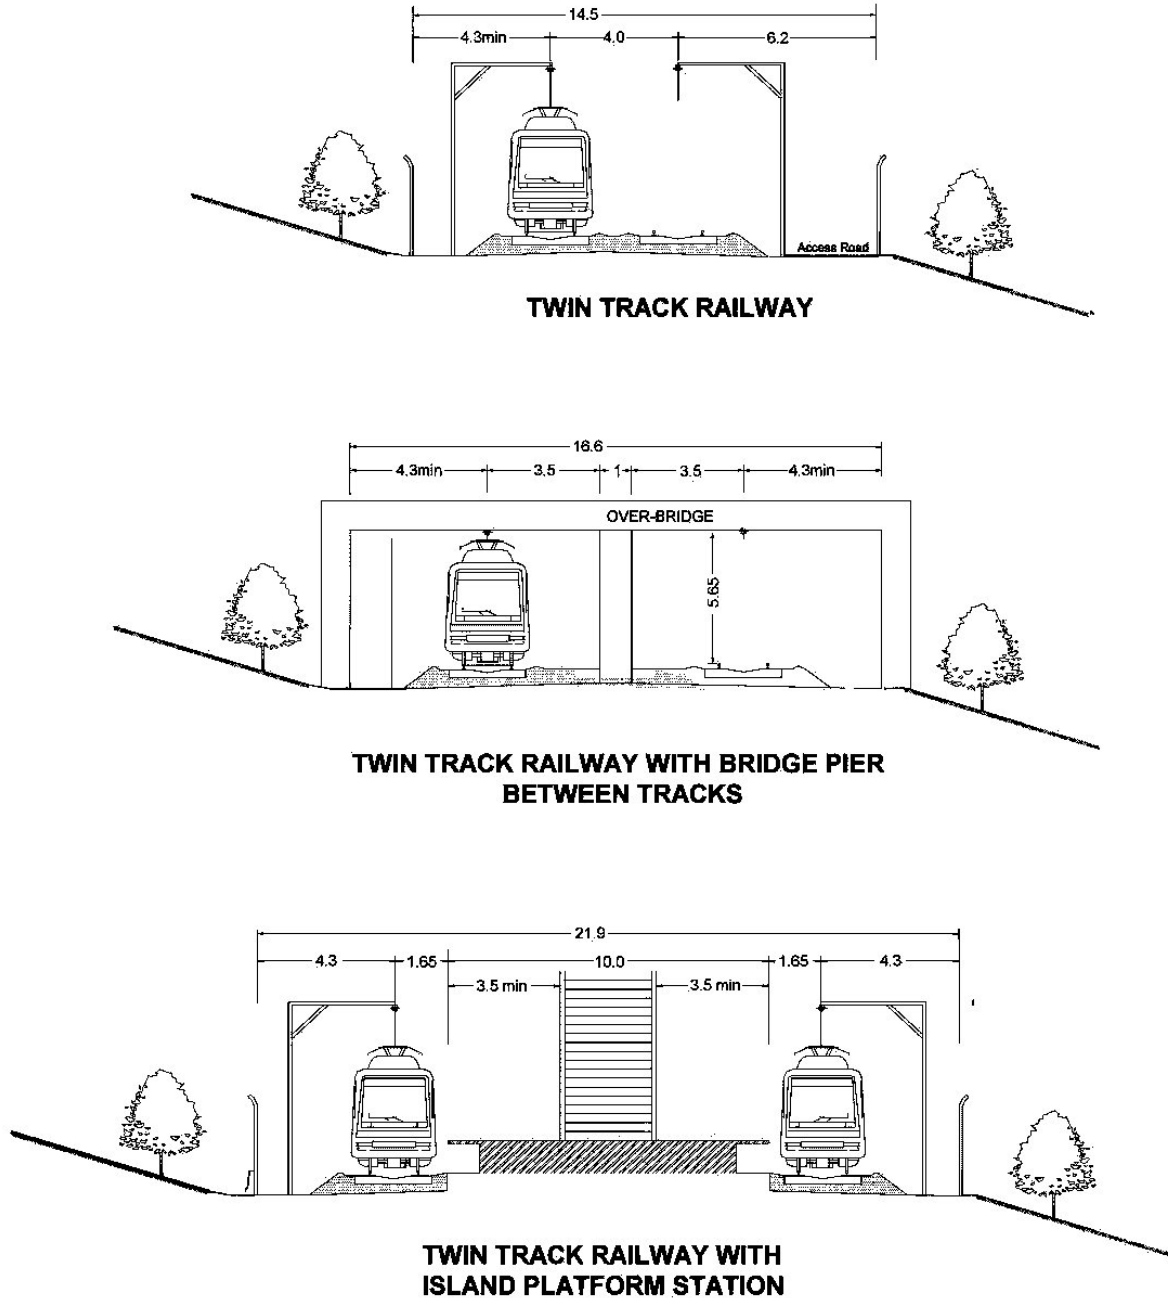 14.5
4.3min 4.0 6.2
Access Road
TWIN TRACK RAILWAY
16.6
4.3min 3.5 1 3.5 4.3min
OVER-BRIDGE
5.65
TWIN TRACK RAILWAY WITH BRIDGE PIER
BETWEEN TRACKS
21.9
4.3 1.65 10.0 1.65 4.3
3.5 min 3.5 min
TWIN TRACK RAILWAY WITH
ISLAND PLATFORM STATION